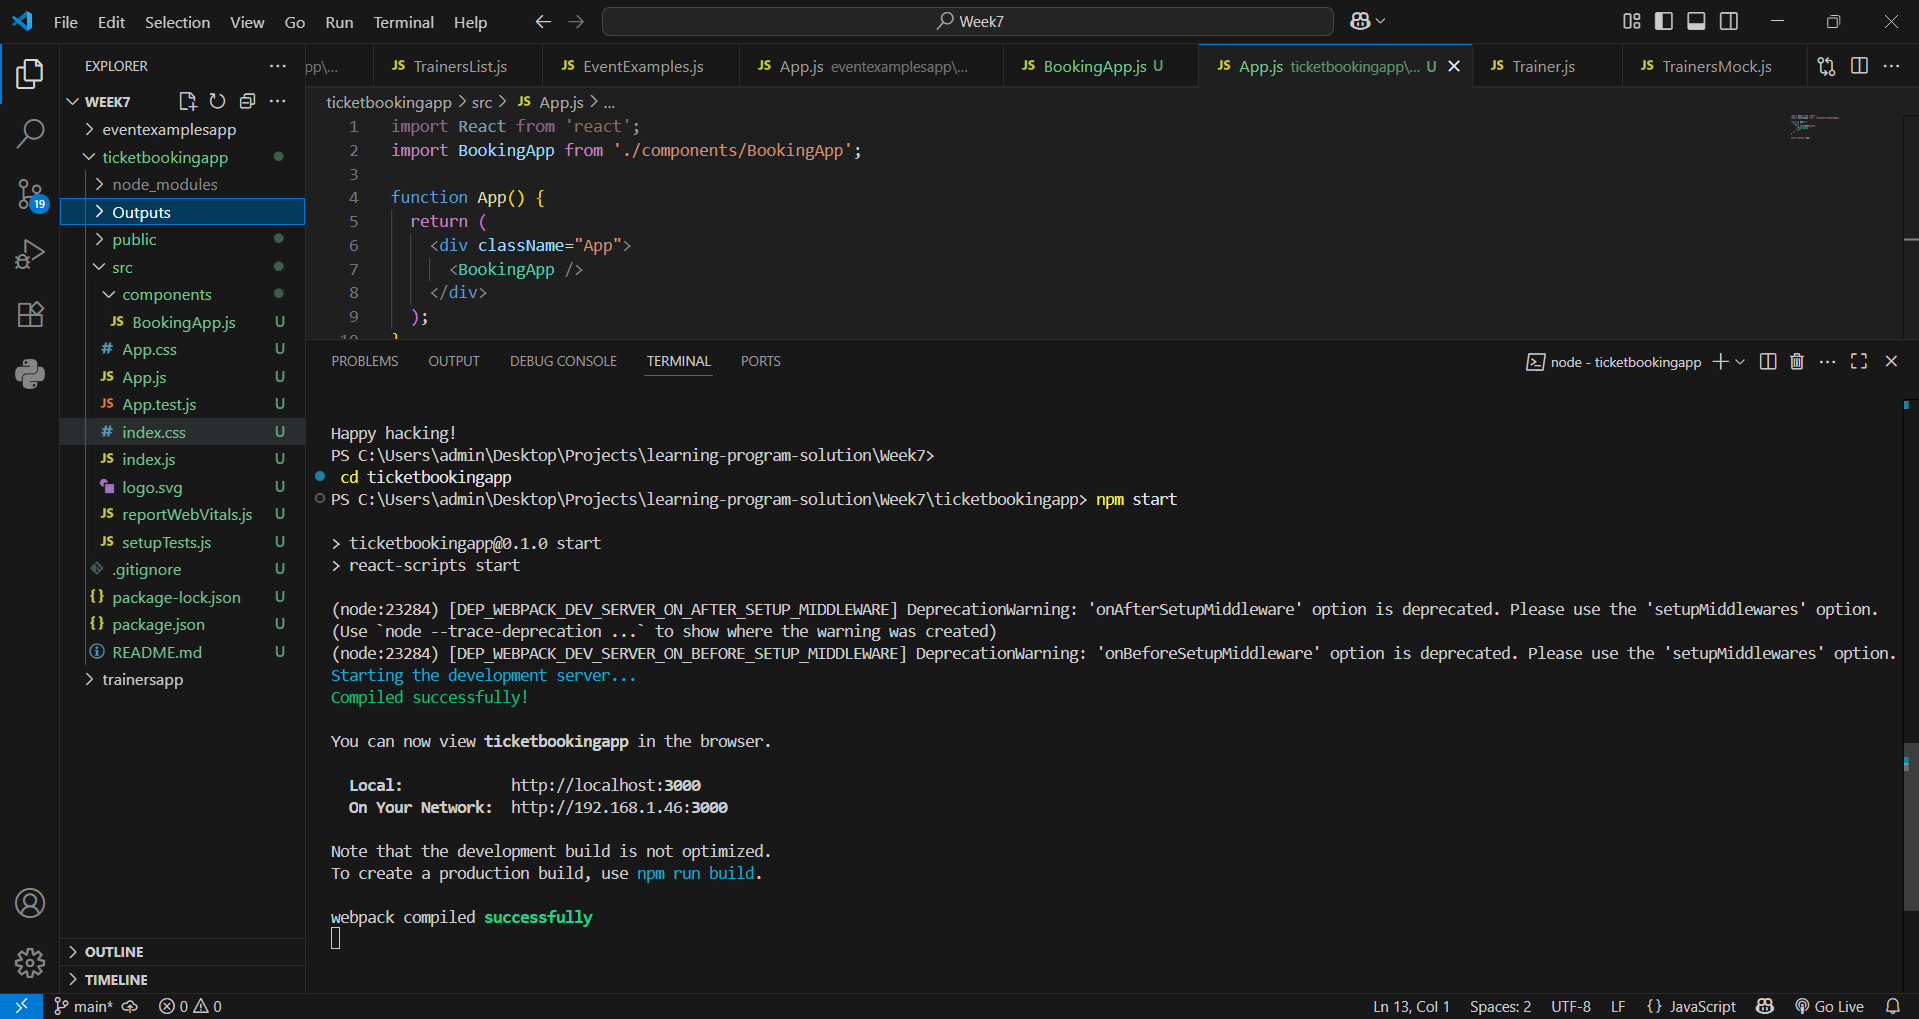 File Edit Selection View Go Run Terminal Help
Week7
EXPLORER
WEEK7
eventexamplesapp
ticketbookingapp
node_modules
Outputs
public
src
components
JS BookingApp.js U
# App.css U
JS App.js U
JS App.test.js U
# index.css U
JS index.js U
logo.svg U
JS reportWebVitals.js U
JS setupTests.js U
.gitignore U
{} package-lock.json U
{} package.json U
README.md U
trainersapp
OUTLINE
TIMELINE
19
pp\... JS TrainersList.js JS EventExamples.js JS App.js eventexamplesapp\... JS BookingApp.js U JS App.js ticketbookingapp\... U JS Trainer.js JS TrainersMock.js
ticketbookingapp > src > JS App.js > ...
1 import React from 'react';
2 import BookingApp from './components/BookingApp';
3
4 function App() {
5 return (
6 <div className="App">
7 <BookingApp />
8 </div>
9 );
10 }
PROBLEMS OUTPUT DEBUG CONSOLE TERMINAL PORTS
node - ticketbookingapp
Happy hacking!
PS C:\Users\admin\Desktop\Projects\learning-program-solution\Week7>
cd ticketbookingapp
PS C:\Users\admin\Desktop\Projects\learning-program-solution\Week7\ticketbookingapp> npm start
> ticketbookingapp@0.1.0 start
> react-scripts start
(node:23284) [DEP_WEBPACK_DEV_SERVER_ON_AFTER_SETUP_MIDDLEWARE] DeprecationWarning: 'onAfterSetupMiddleware' option is deprecated. Please use the 'setupMiddlewares' option.
(Use `node --trace-deprecation ...` to show where the warning was created)
(node:23284) [DEP_WEBPACK_DEV_SERVER_ON_BEFORE_SETUP_MIDDLEWARE] DeprecationWarning: 'onBeforeSetupMiddleware' option is deprecated. Please use the 'setupMiddlewares' option.
Starting the development server...
Compiled successfully!
You can now view ticketbookingapp in the browser.
Local: http://localhost:3000
On Your Network: http://192.168.1.46:3000
Note that the development build is not optimized.
To create a production build, use npm run build.
webpack compiled successfully
main* 0 0
Ln 13, Col 1 Spaces: 2 UTF-8 LF {} JavaScript Go Live